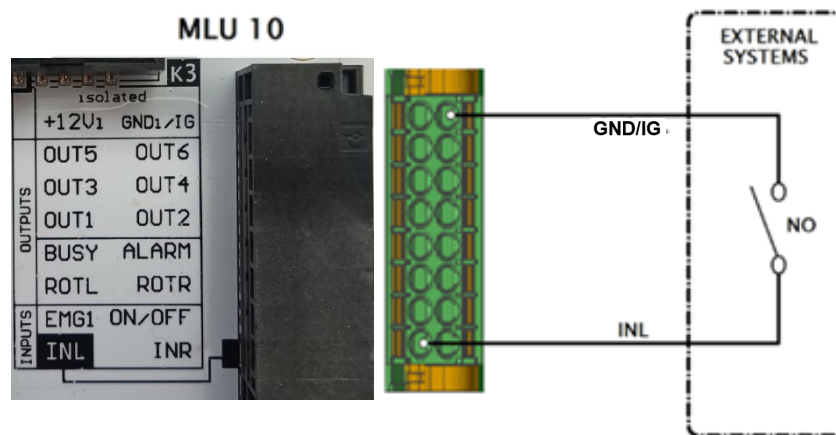 MLU 10
K3
isolated
+12V1 GND1/IG
OUT5 OUT6
OUT3 OUT4
OUT1 OUT2
OUTPUTS
BUSY ALARM
ROTL ROTR
EMG1 ON/OFF
INL INR
INPUTS
EXTERNAL
SYSTEMS
GND/IG
NO
INL